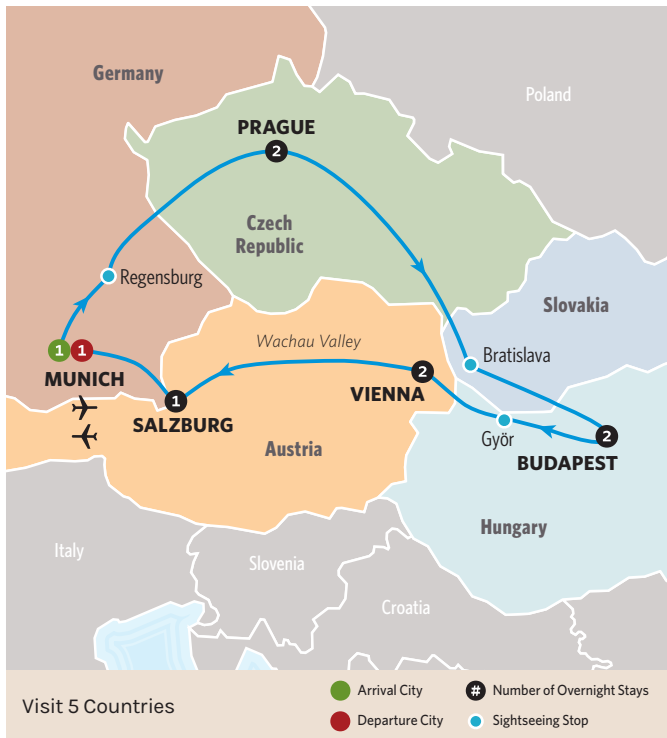 Germany
Poland
PRAGUE
2
Czech
Republic
Regensburg
Slovakia
Wachau Valley
Bratislava
1 1
MUNICH
2
VIENNA
1
SALZBURG
Györ
2
BUDAPEST
Austria
Hungary
Italy
Slovenia
Croatia
Visit 5 Countries
Arrival City
# Number of Overnight Stays
Departure City
Sightseeing Stop